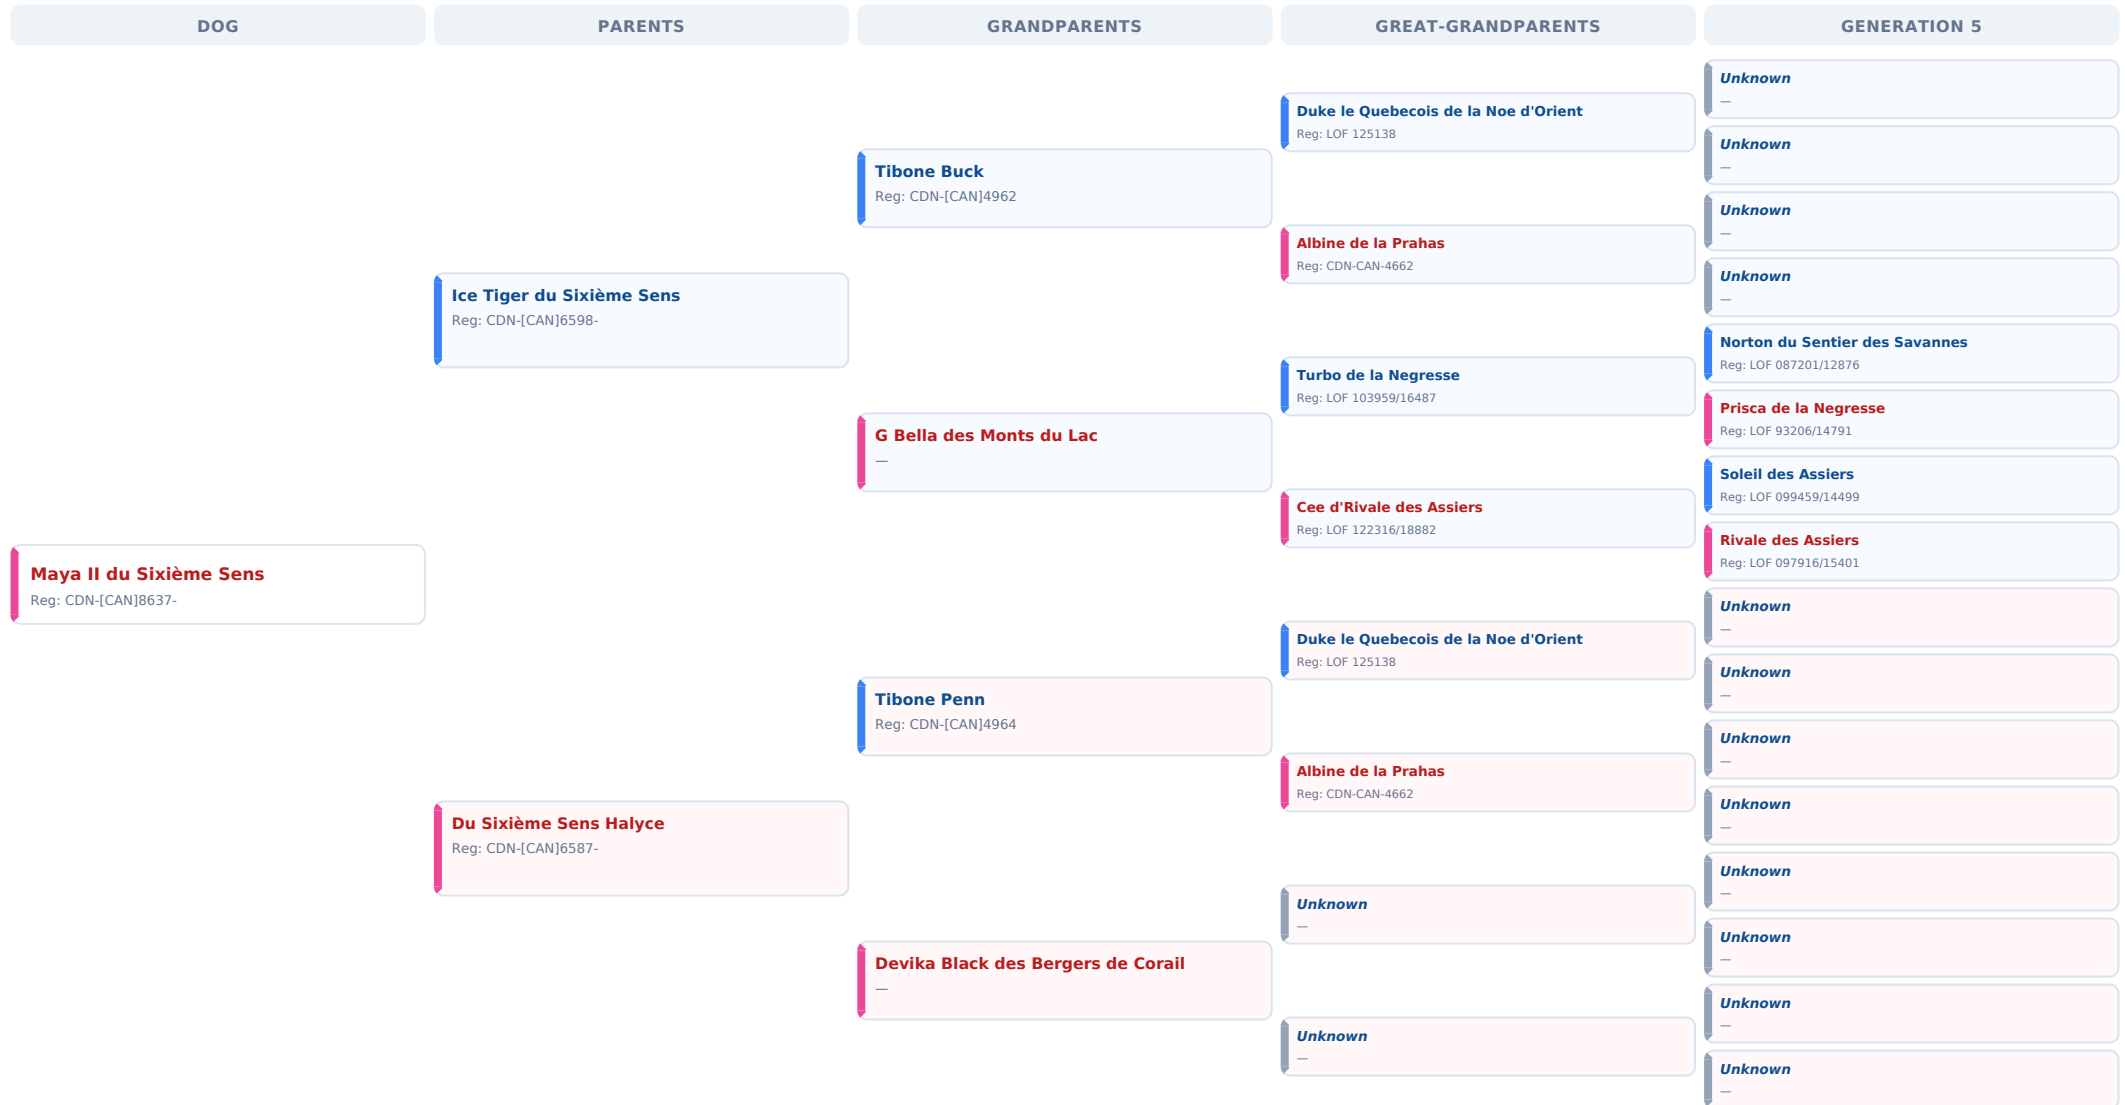 DOG
PARENTS
GRANDPARENTS
GREAT-GRANDPARENTS
GENERATION 5
Maya II du Sixième Sens
Reg: CDN-[CAN]8637-
Ice Tiger du Sixième Sens
Reg: CDN-[CAN]6598-
Du Sixième Sens Halyce
Reg: CDN-[CAN]6587-
Tibone Buck
Reg: CDN-[CAN]4962
G Bella des Monts du Lac
—
Tibone Penn
Reg: CDN-[CAN]4964
Devika Black des Bergers de Corail
—
Duke le Quebecois de la Noe d'Orient
Reg: LOF 125138
Albine de la Prahas
Reg: CDN-CAN-4662
Turbo de la Negresse
Reg: LOF 103959/16487
Cee d'Rivale des Assiers
Reg: LOF 122316/18882
Duke le Quebecois de la Noe d'Orient
Reg: LOF 125138
Albine de la Prahas
Reg: CDN-CAN-4662
Unknown
—
Unknown
—
Unknown
—
Unknown
—
Unknown
—
Unknown
—
Norton du Sentier des Savannes
Reg: LOF 087201/12876
Prisca de la Negresse
Reg: LOF 93206/14791
Soleil des Assiers
Reg: LOF 099459/14499
Rivale des Assiers
Reg: LOF 097916/15401
Unknown
—
Unknown
—
Unknown
—
Unknown
—
Unknown
—
Unknown
—
Unknown
—
Unknown
—